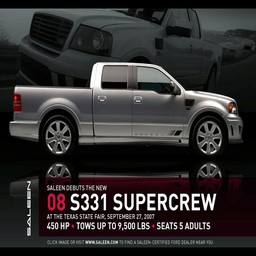 SALEEN DEBUTS THE NEW
08 S331 SUPERCREW
AT THE TEXAS STATE FAIR, SEPTEMBER 27, 2007
450 HP • TOWS UP TO 9,500 LBS • SEATS 5 ADULTS
CLICK IMAGE OR VISIT WWW.SALEEN.COM TO FIND A SALEEN-CERTIFIED FORD DEALER NEAR YOU.
SALEEN